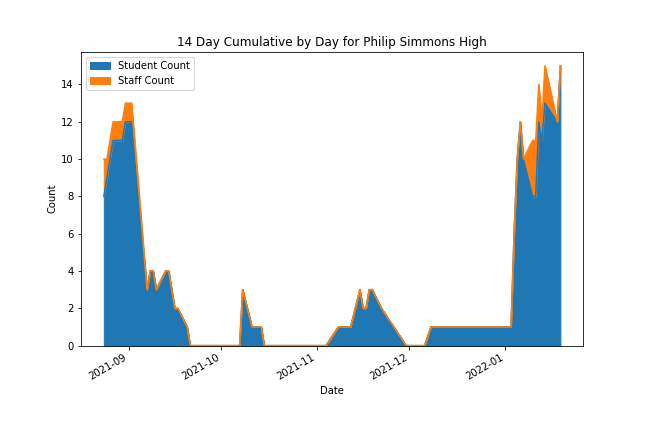 14 Day Cumulative by Day for Philip Simmons High
Student Count
Staff Count
14
12
10
8
6
4
2
0
Count
2021-09
2021-10
2021-11
2021-12
2022-01
Date